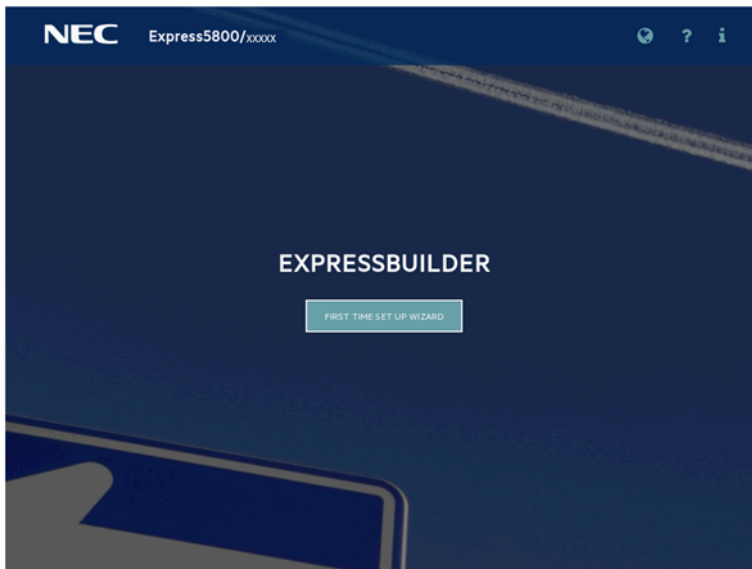 NEC Express5800/xxxxx ? i
EXPRESSBUILDER
FIRST TIME SET UP WIZARD